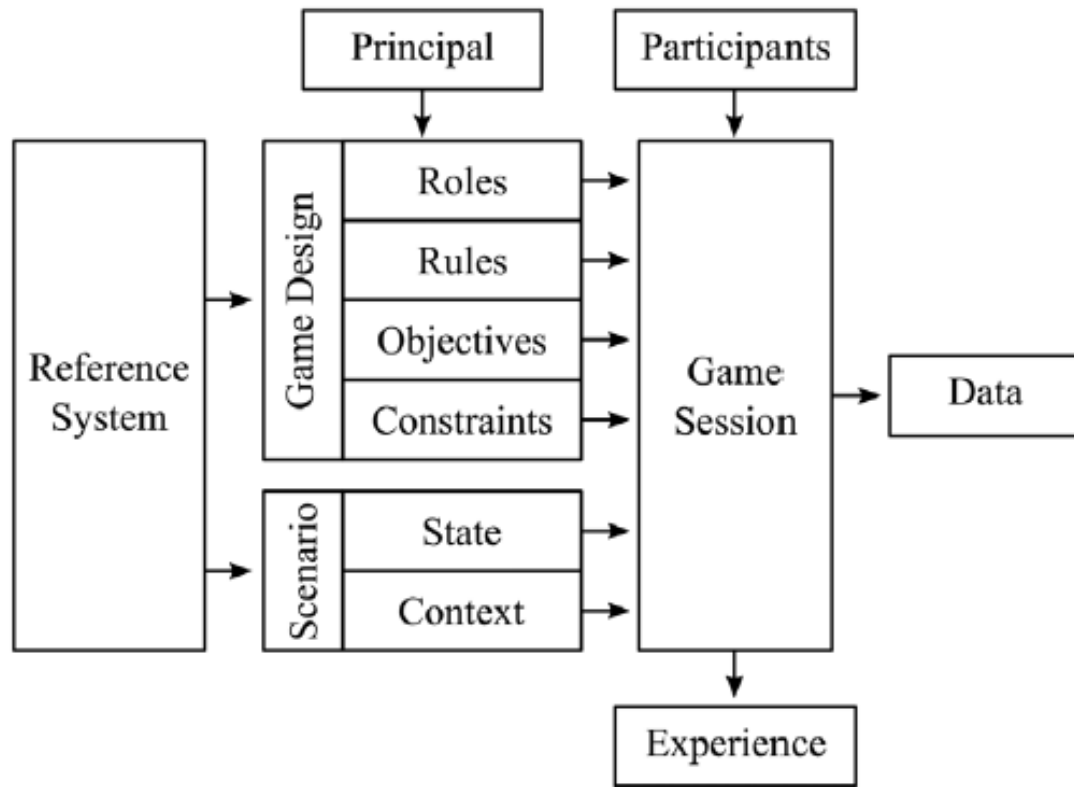 Principal
Participants
Reference
System
Game Design
Roles
Rules
Objectives
Constraints
Scenario
State
Context
Game
Session
Data
Experience